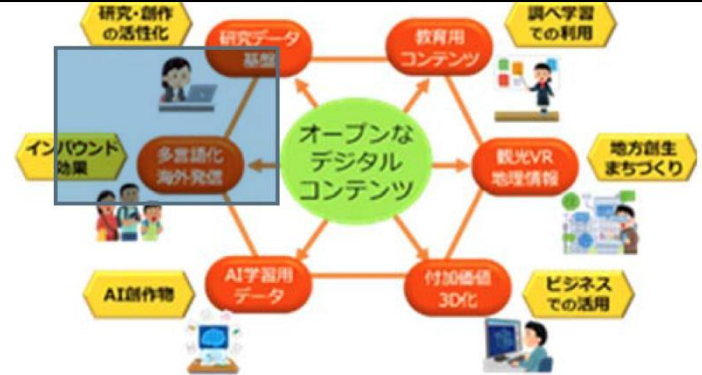 研究・創作
の活性化
研究データ
基盤
教育用
コンテンツ
調べ学習
での利用
インバウンド
効果
多言語化
海外発信
オープンな
デジタル
コンテンツ
観光VR
地理情報
地方創生
まちづくり
AI創作物
AI学習用
データ
付加価値
3D化
ビジネス
での活用